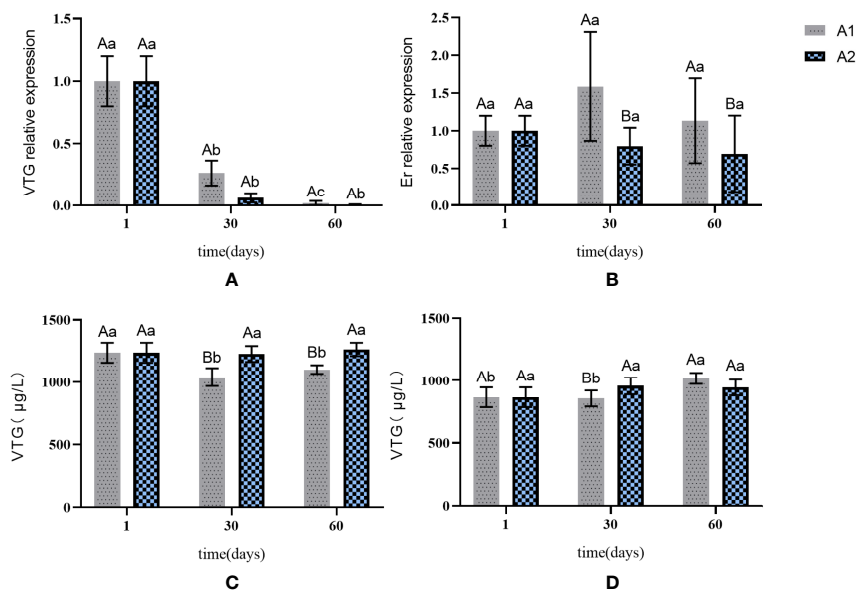 VTG relative expression
1.5
1.0
0.5
0.0
Aa Aa
Ab Ab
Ac Ab
1 30 60
time(days)
A
Er relative expression
2.5
2.0
1.5
1.0
0.5
0.0
Aa Aa
Aa Ba
Aa Ba
1 30 60
time(days)
B
A1
A2
VTG( μg/L)
1500
1000
500
0
Aa Aa
Bb Aa
Bb Aa
1 30 60
time(days)
C
VTG( μg/L)
1500
1000
500
0
Ab Aa
Bb Aa
Aa Aa
1 30 60
time(days)
D